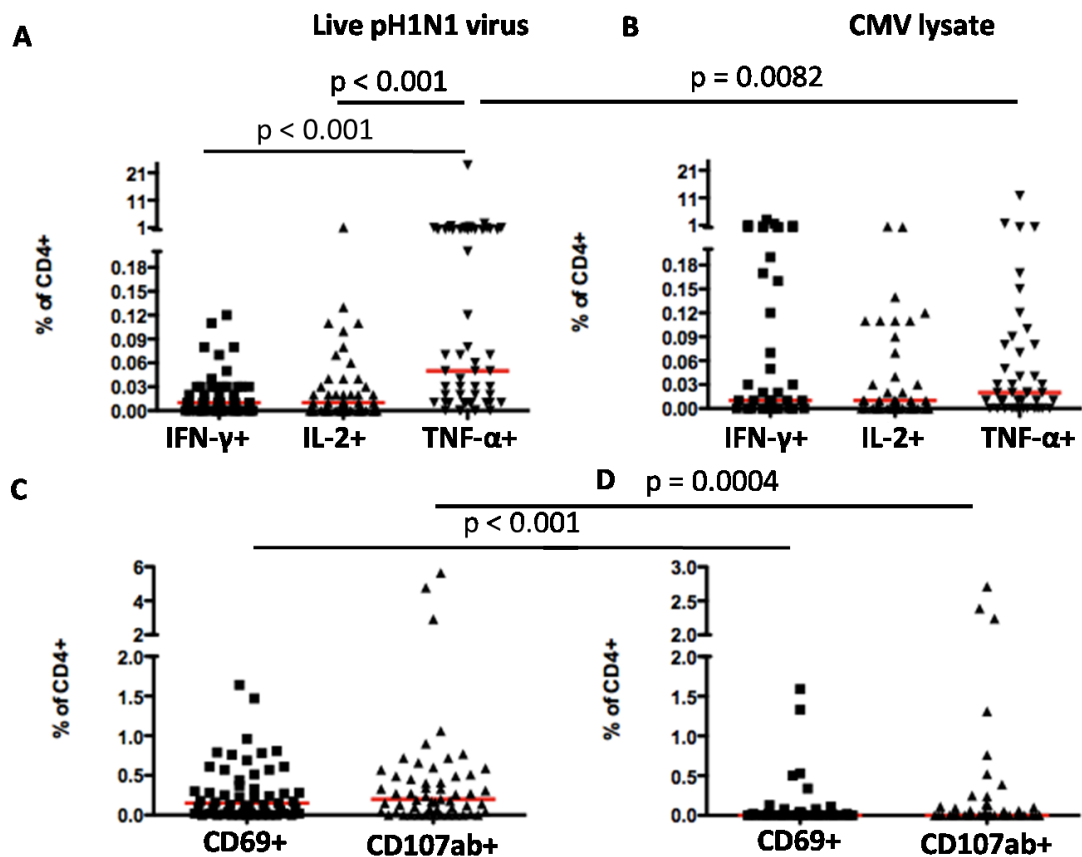 A Live pH1N1 virus B CMV lysate
p < 0.001 p = 0.0082
p < 0.001
% of CD4+
21
11
1
0.18
0.15
0.12
0.09
0.06
0.03
0.00
IFN-γ+ IL-2+ TNF-α+
% of CD4+
21
11
1
0.18
0.15
0.12
0.09
0.06
0.03
0.00
IFN-γ+ IL-2+ TNF-α+
C D p = 0.0004
p < 0.001
% of CD4+
6
4
2
2.0
1.5
1.0
0.5
0.0
CD69+ CD107ab+
% of CD4+
3.0
2.5
2.0
2.0
1.5
1.0
0.5
0.0
CD69+ CD107ab+